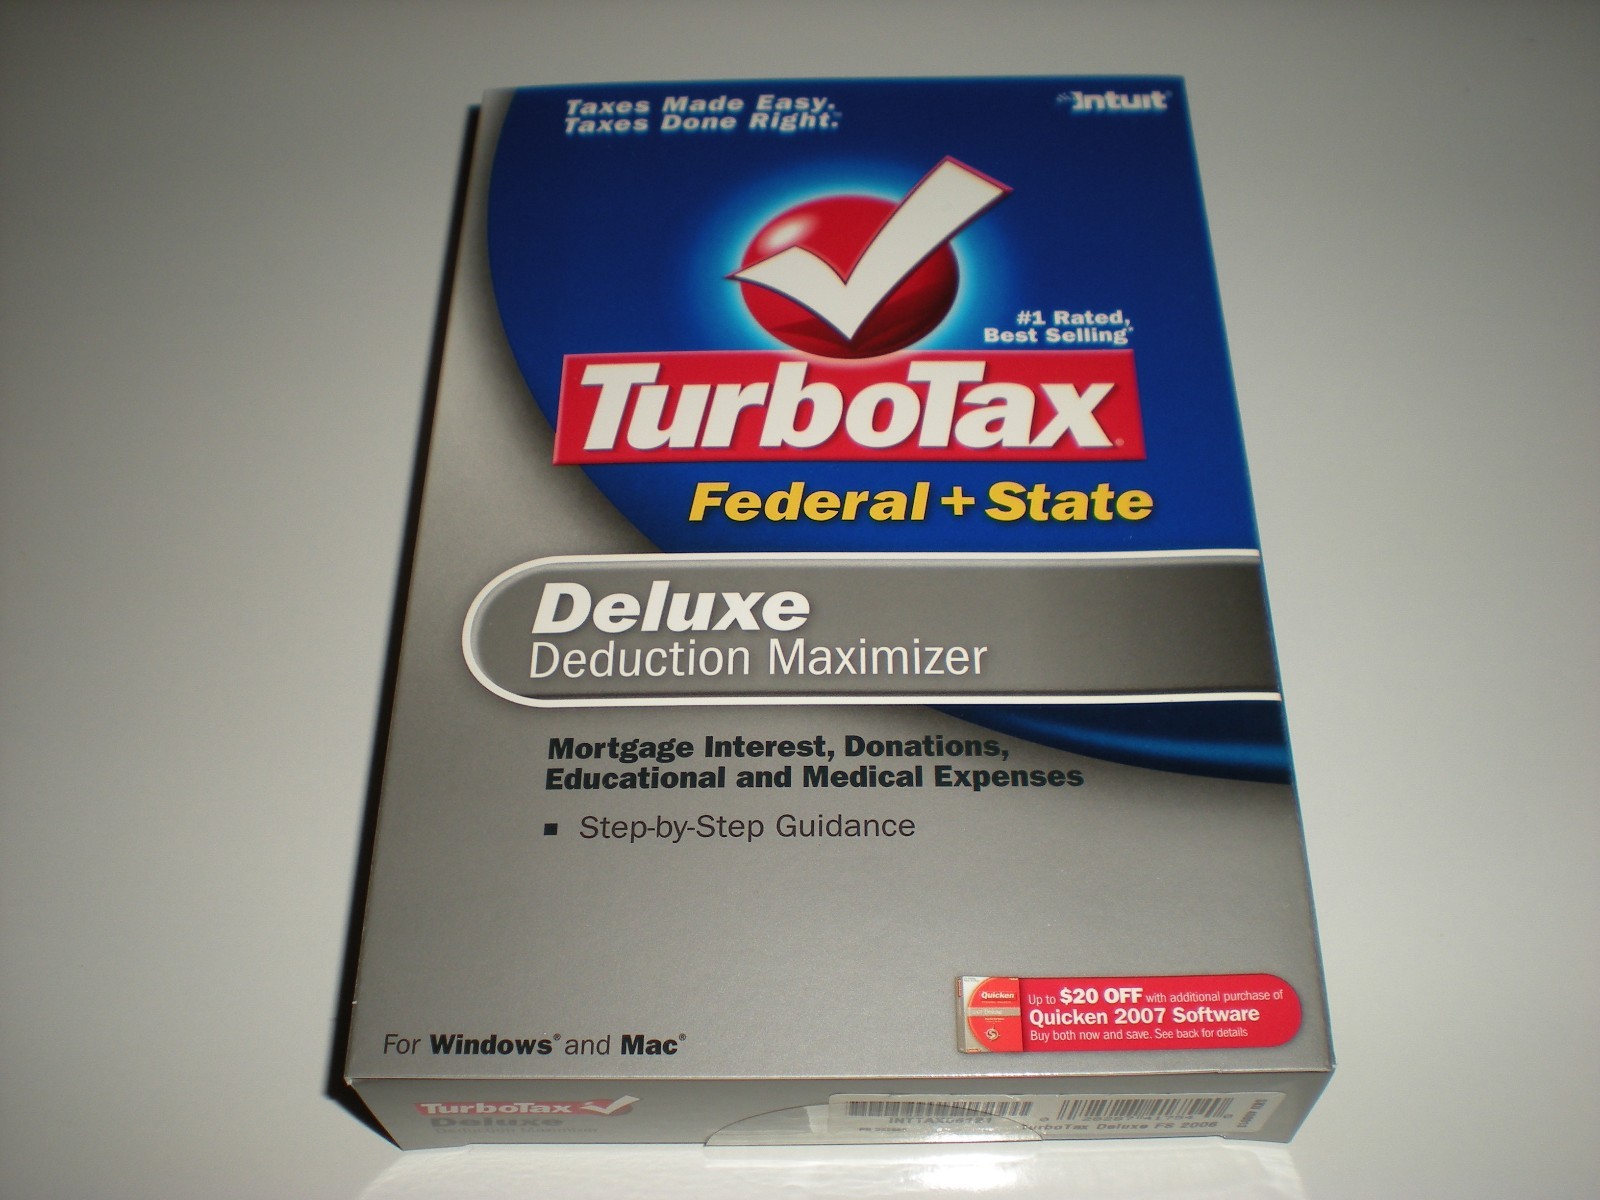 Taxes Made Easy.
Taxes Done Right.™
Intuit®
#1 Rated,
Best Selling*
TurboTax®
Federal + State
Deluxe
Deduction Maximizer
Mortgage Interest, Donations,
Educational and Medical Expenses
▪ Step-by-Step Guidance
Quicken
Up to $20 OFF with additional purchase of
Quicken 2007 Software
Buy both now and save. See back for details
For Windows® and Mac®
TurboTax
Deluxe
Deduction Maximizer
TurboTax Deluxe FS 2006